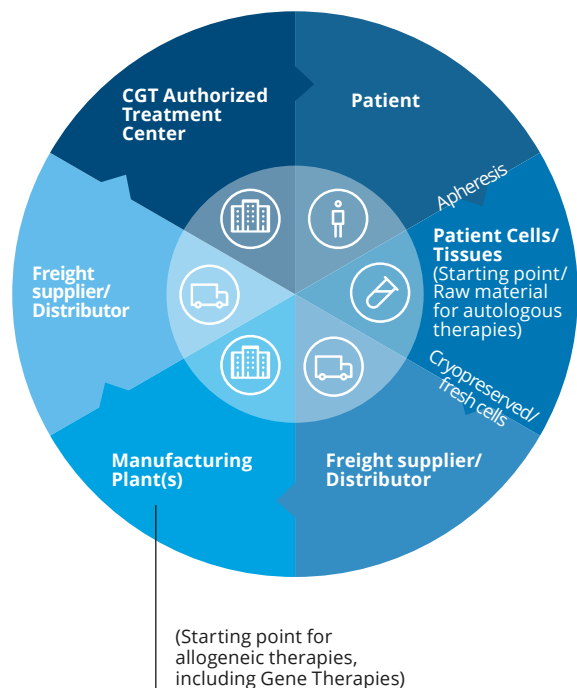 CGT Authorized
Treatment
Center
Patient
Apheresis
Patient Cells/
Tissues
(Starting point/
Raw material
for autologous
therapies)
Cryopreserved/
fresh cells
Freight supplier/
Distributor
Manufacturing
Plant(s)
Freight
supplier/
Distributor
(Starting point for
allogeneic therapies,
including Gene Therapies)